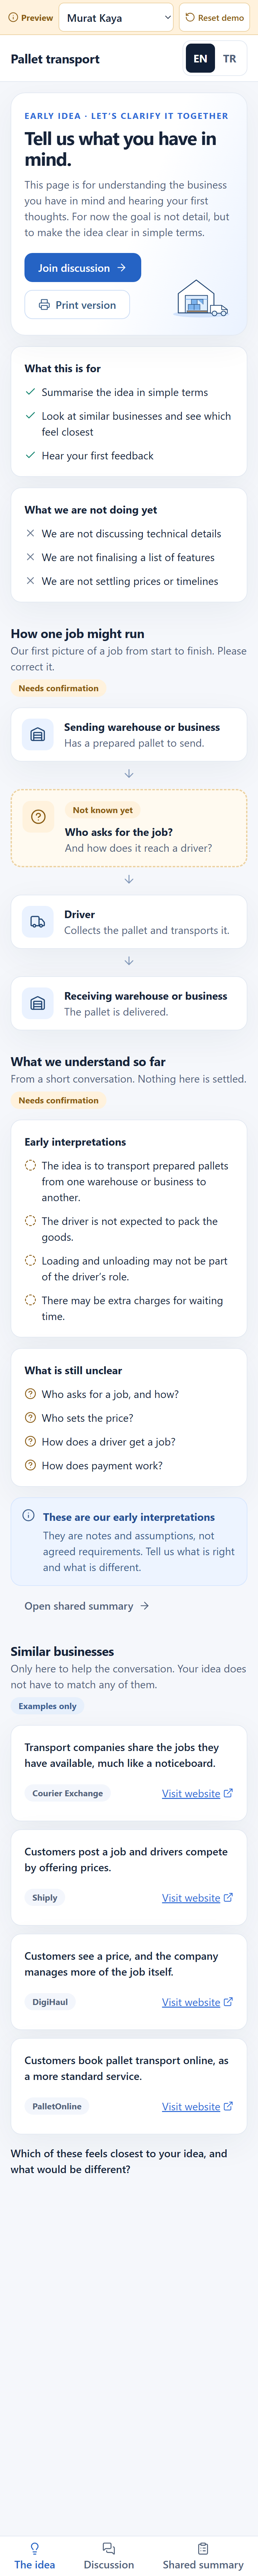 Preview
Murat Kaya
Reset demo
Pallet transport
EN
TR
EARLY IDEA · LET'S CLARIFY IT TOGETHER
Tell us what you have in
mind.
This page is for understanding the business
you have in mind and hearing your first
thoughts. For now the goal is not detail, but
to make the idea clear in simple terms.
Join discussion
Print version
What this is for
Summarise the idea in simple terms
Look at similar businesses and see which
feel closest
Hear your first feedback
What we are not doing yet
We are not discussing technical details
We are not finalising a list of features
We are not settling prices or timelines
How one job might run
Our first picture of a job from start to finish. Please
correct it.
Needs confirmation
Sending warehouse or business
Has a prepared pallet to send.
Not known yet
Who asks for the job?
And how does it reach a driver?
Driver
Collects the pallet and transports it.
Receiving warehouse or business
The pallet is delivered.
What we understand so far
From a short conversation. Nothing here is settled.
Needs confirmation
Early interpretations
The idea is to transport prepared pallets
from one warehouse or business to
another.
The driver is not expected to pack the
goods.
Loading and unloading may not be part
of the driver's role.
There may be extra charges for waiting
time.
What is still unclear
Who asks for a job, and how?
Who sets the price?
How does a driver get a job?
How does payment work?
These are our early interpretations
They are notes and assumptions, not
agreed requirements. Tell us what is right
and what is different.
Open shared summary
Similar businesses
Only here to help the conversation. Your idea does
not have to match any of them.
Examples only
Transport companies share the jobs they
have available, much like a noticeboard.
Courier Exchange
Visit website
Customers post a job and drivers compete
by offering prices.
Shiply
Visit website
Customers see a price, and the company
manages more of the job itself.
DigiHaul
Visit website
Customers book pallet transport online, as
a more standard service.
PalletOnline
Visit website
Which of these feels closest to your idea, and
what would be different?
The idea
Discussion
Shared summary